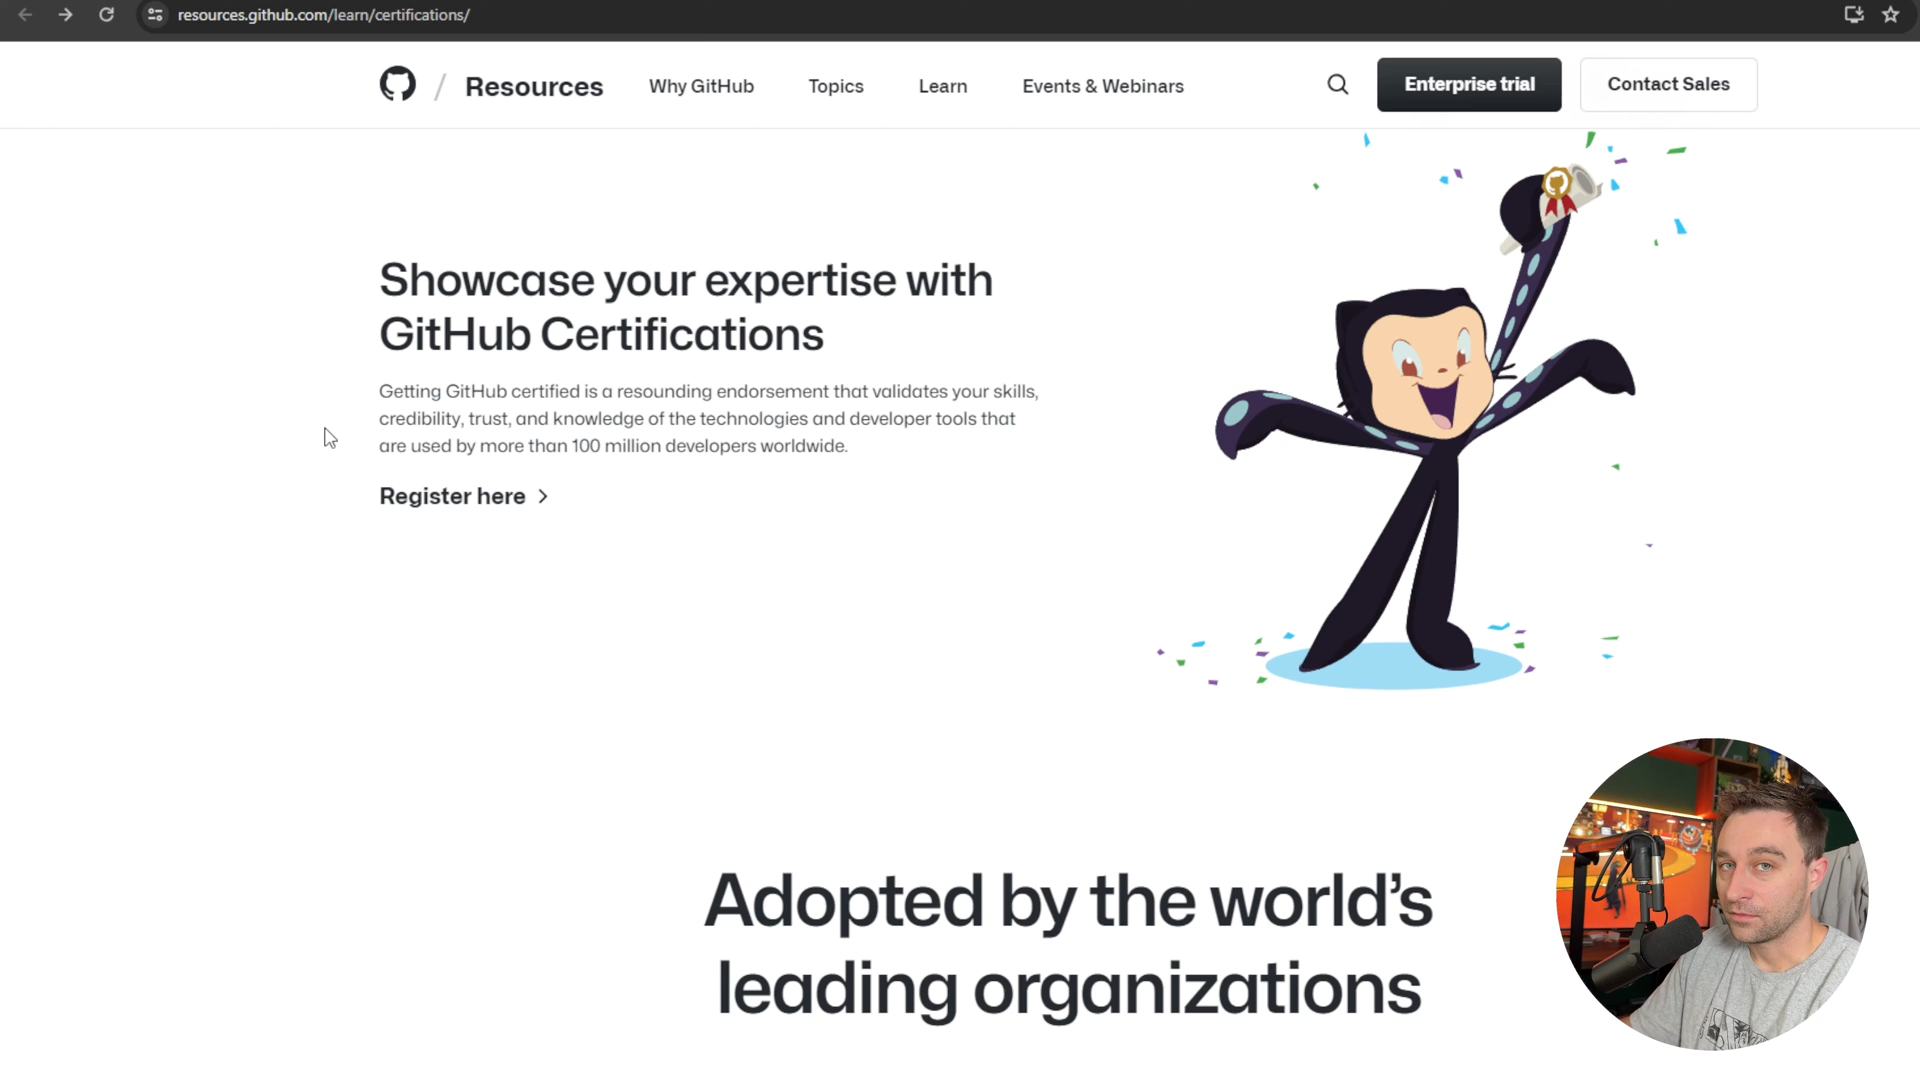 resources.github.com/learn/certifications/
/ Resources
Why GitHub
Topics
Learn
Events & Webinars
Enterprise trial
Contact Sales
Showcase your expertise with
GitHub Certifications
Getting GitHub certified is a resounding endorsement that validates your skills,
credibility, trust, and knowledge of the technologies and developer tools that
are used by more than 100 million developers worldwide.
Register here
Adopted by the world’s
leading organizations